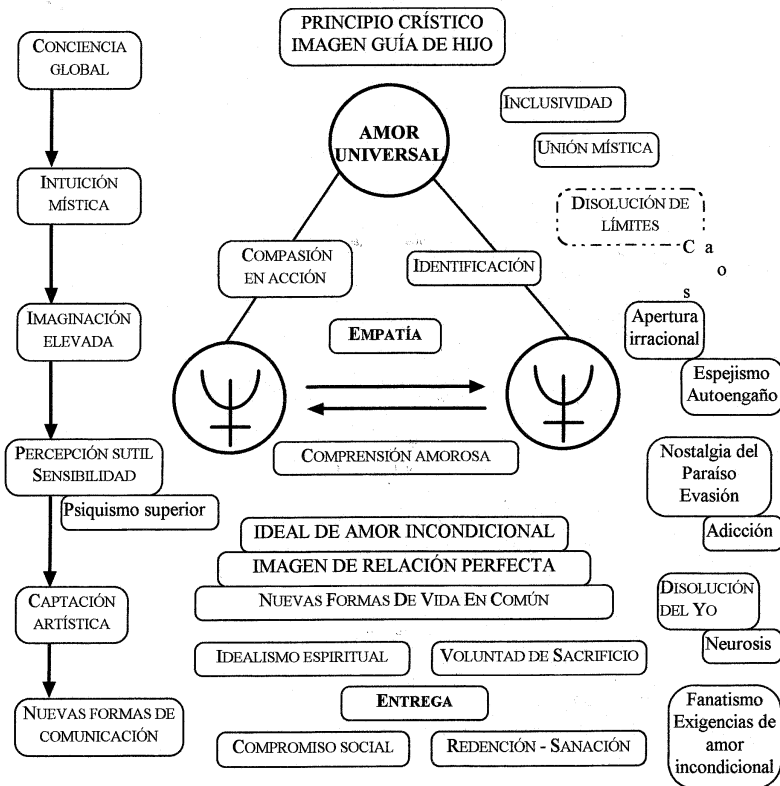 PRINCIPIO CRÍSTICO
IMAGEN GUÍA DE HIJO
CONCIENCIA
GLOBAL
INTUICIÓN
MÍSTICA
IMAGINACIÓN
ELEVADA
PERCEPCIÓN SUTIL
SENSIBILIDAD
Psiquismo superior
CAPTACIÓN
ARTÍSTICA
NUEVAS FORMAS DE
COMUNICACIÓN
AMOR
UNIVERSAL
COMPASIÓN
EN ACCIÓN
IDENTIFICACIÓN
EMPATÍA
COMPRENSIÓN AMOROSA
IDEAL DE AMOR INCONDICIONAL
IMAGEN DE RELACIÓN PERFECTA
NUEVAS FORMAS DE VIDA EN COMÚN
IDEALISMO ESPIRITUAL
VOLUNTAD DE SACRIFICIO
ENTREGA
COMPROMISO SOCIAL
REDENCIÓN - SANACIÓN
INCLUSIVIDAD
UNIÓN MÍSTICA
DISOLUCIÓN DE
LÍMITES
C a
o
s
Apertura
irracional
Espejismo
Autoengaño
Nostalgia del
Paraíso
Evasión
Adicción
DISOLUCIÓN
DEL YO
Neurosis
Fanatismo
Exigencias de
amor
incondicional